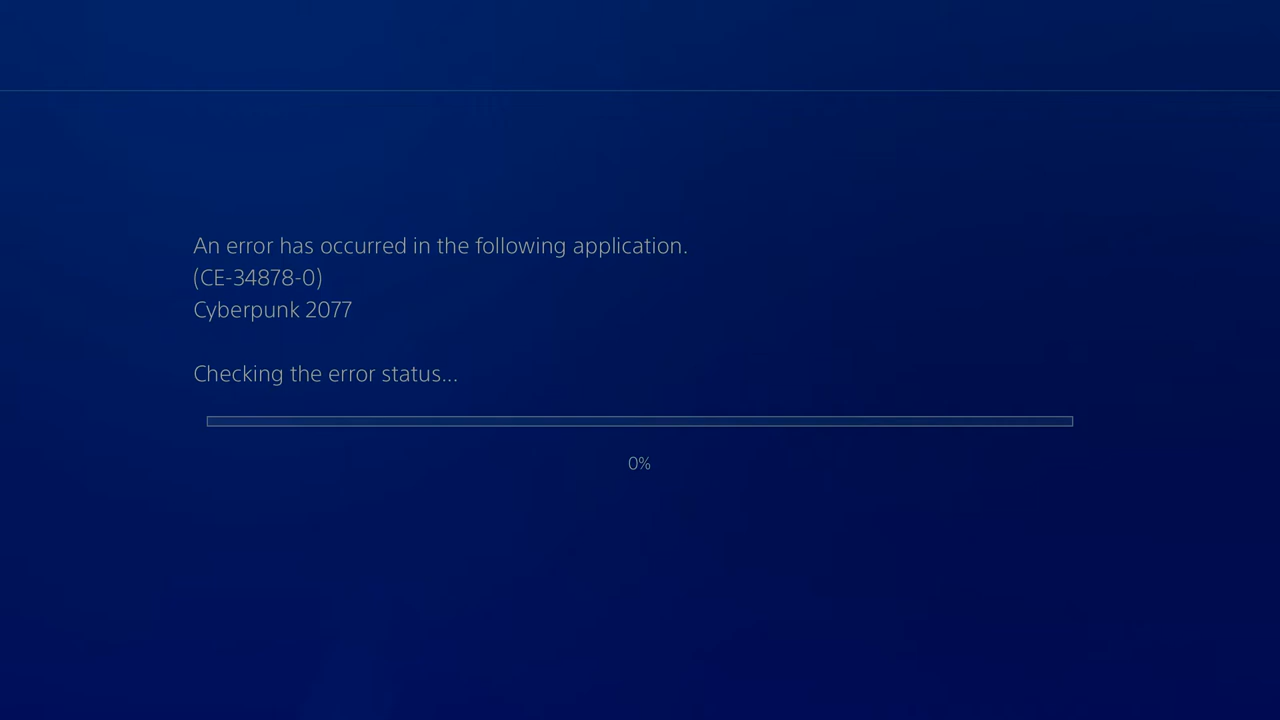 An error has occurred in the following application.
(CE-34878-0)
Cyberpunk 2077
Checking the error status...
0%